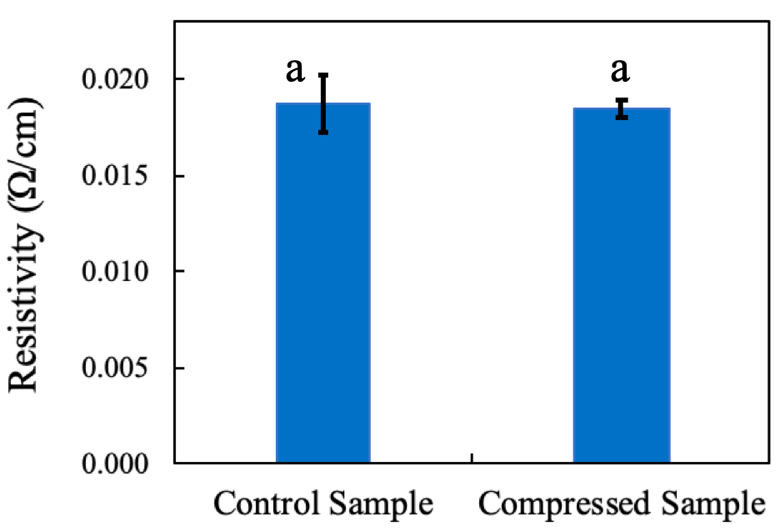 Resistivity (Ω/cm)
0.020
0.015
0.010
0.005
0.000
a
a
Control Sample
Compressed Sample